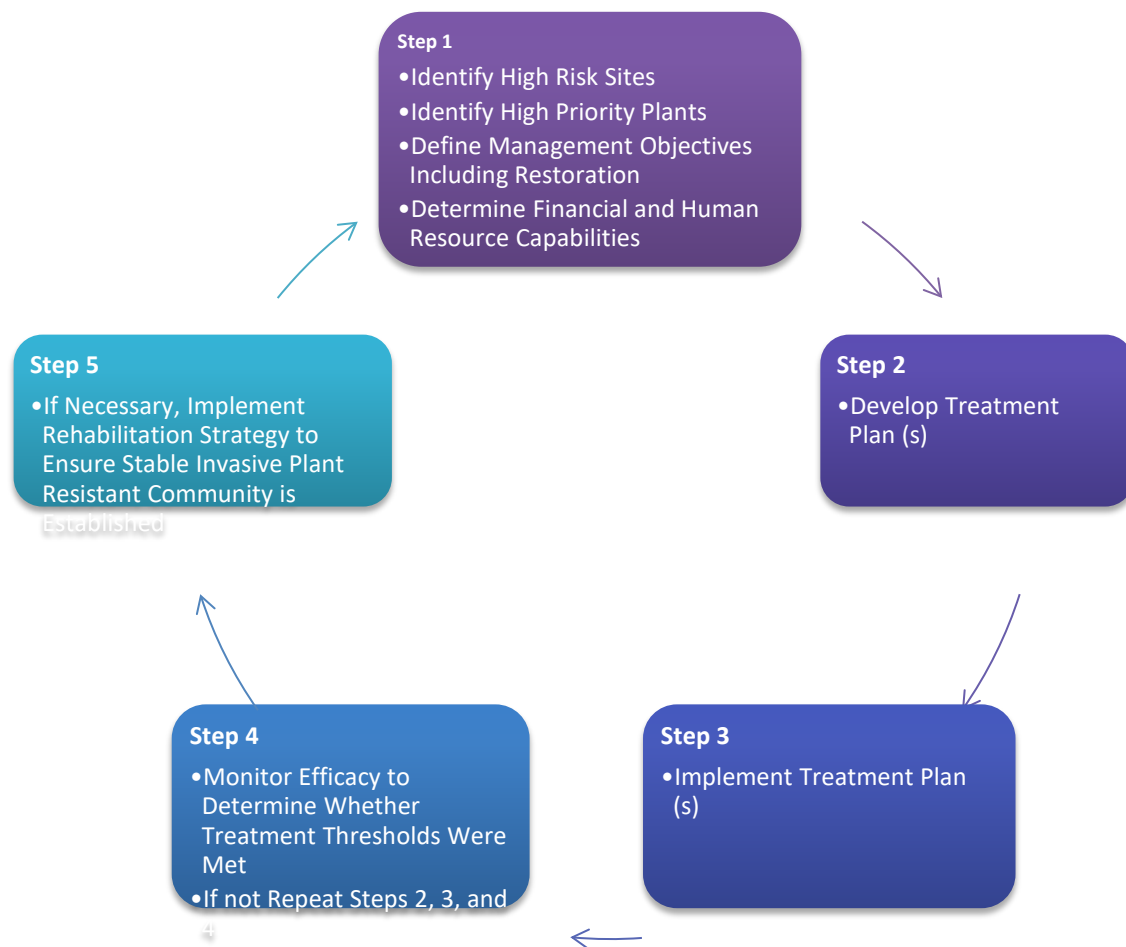 Step 1
•Identify High Risk Sites
•Identify High Priority Plants
•Define Management Objectives
Including Restoration
•Determine Financial and Human
Resource Capabilities
Step 2
•Develop Treatment
Plan (s)
Step 3
•Implement Treatment Plan
(s)
Step 4
•Monitor Efficacy to
Determine Whether
Treatment Thresholds Were
Met
•If not Repeat Steps 2, 3, and
4
Step 5
•If Necessary, Implement
Rehabilitation Strategy to
Ensure Stable Invasive Plant
Resistant Community is
Established